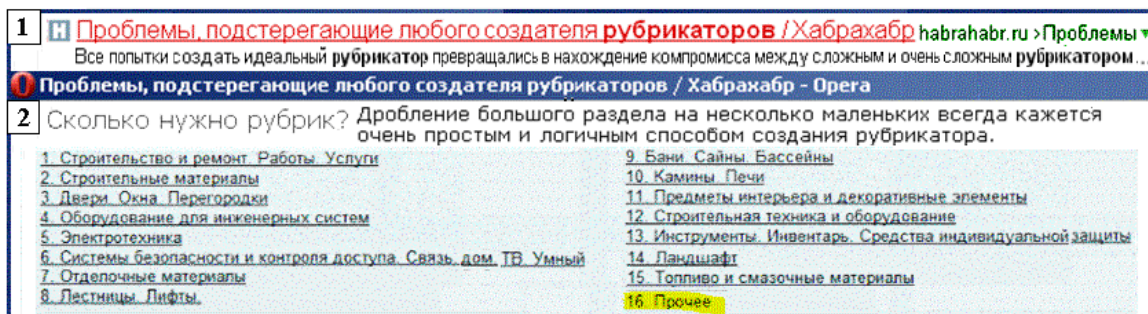 1
Н Проблемы, подстерегающие любого создателя рубрикаторов / Хабрахабр habrahabr.ru›Проблемы
Все попытки создать идеальный рубрикатор превращались в нахождение компромисса между сложным и очень сложным рубрикатором...
Проблемы, подстерегающие любого создателя рубрикаторов / Хабрахабр - Opera
2
Сколько нужно рубрик? Дробление большого раздела на несколько маленьких всегда кажется
очень простым и логичным способом создания рубрикатора.
1. Строительство и ремонт. Работы. Услуги
2. Строительные материалы
3. Двери. Окна. Перегородки
4. Оборудование для инженерных систем
5. Электротехника
6. Системы безопасности и контроля доступа. Связь, дом, ТВ. Умный
7. Отделочные материалы
8. Лестницы. Лифты.
9. Бани. Сайны. Бассейны
10. Камины. Печи
11. Предметы интерьера и декоративные элементы
12. Строительная техника и оборудование
13. Инструменты. Инвентарь. Средства индивидуальной защиты
14. Ландшафт
15. Топливо и смазочные материалы
16. Прочее